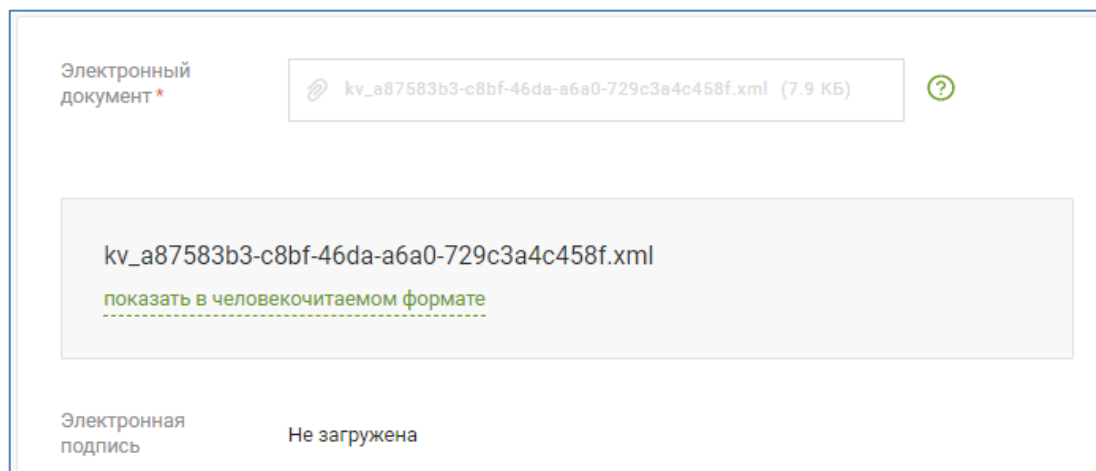 Электронный
документ *
kv_a87583b3-c8bf-46da-a6a0-729c3a4c458f.xml (7.9 КБ)
?
kv_a87583b3-c8bf-46da-a6a0-729c3a4c458f.xml
показать в человекочитаемом формате
Электронная
подпись
Не загружена